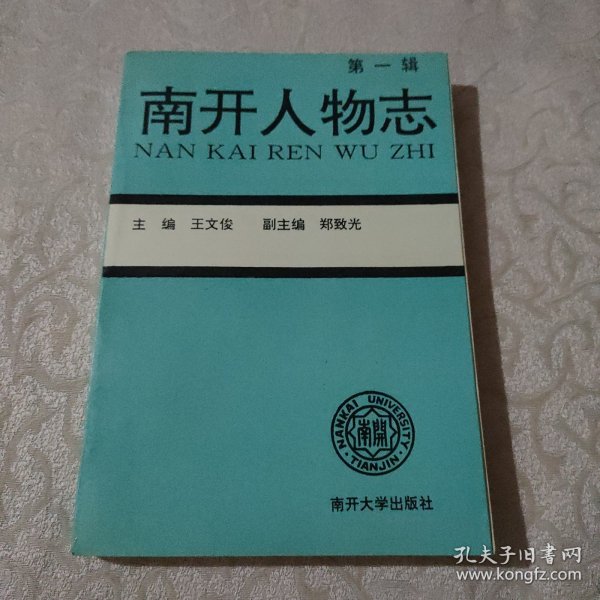 第一辑
南开人物志
NAN KAI REN WU ZHI
主 编 王文俊 副主编 郑致光
NANKAI UNIVERSITY
南開
·TIANJIN·
南开大学出版社
孔夫子旧书网
www.kongfz.com